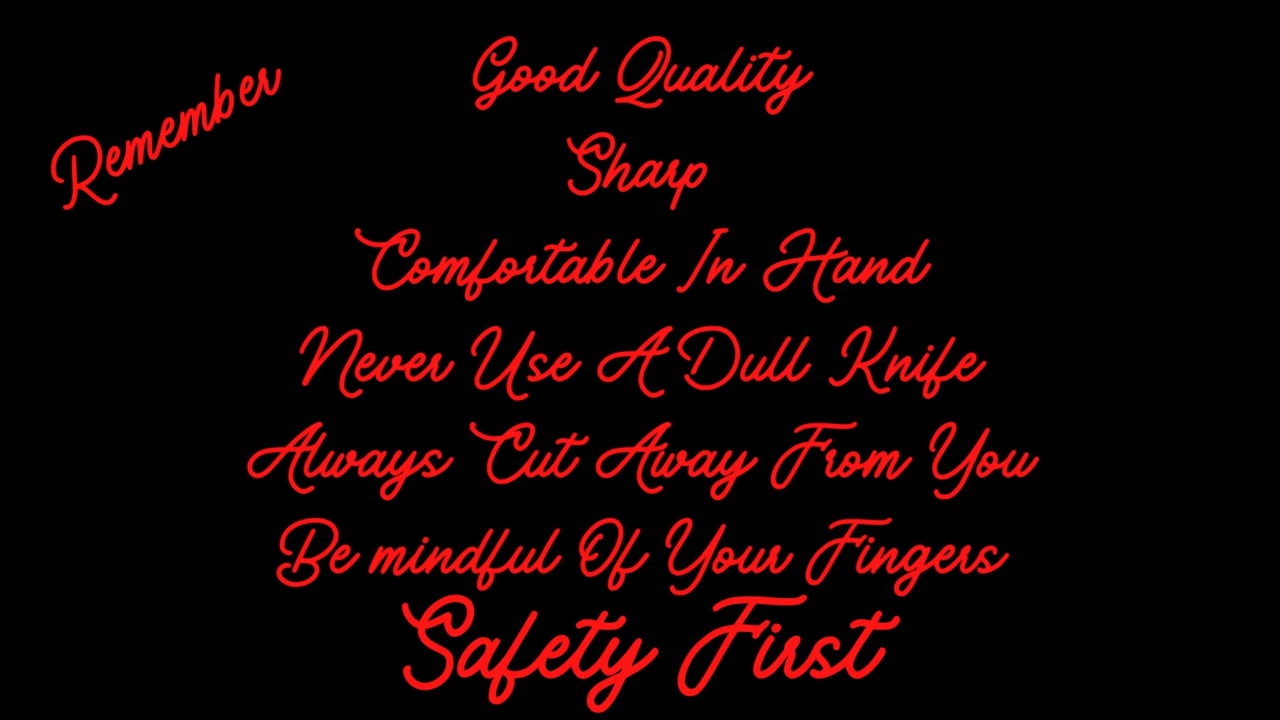 Remember
Good Quality
Sharp
Comfortable In Hand
Never Use A Dull Knife
Always Cut Away From You
Be mindful Of Your Fingers
Safety First